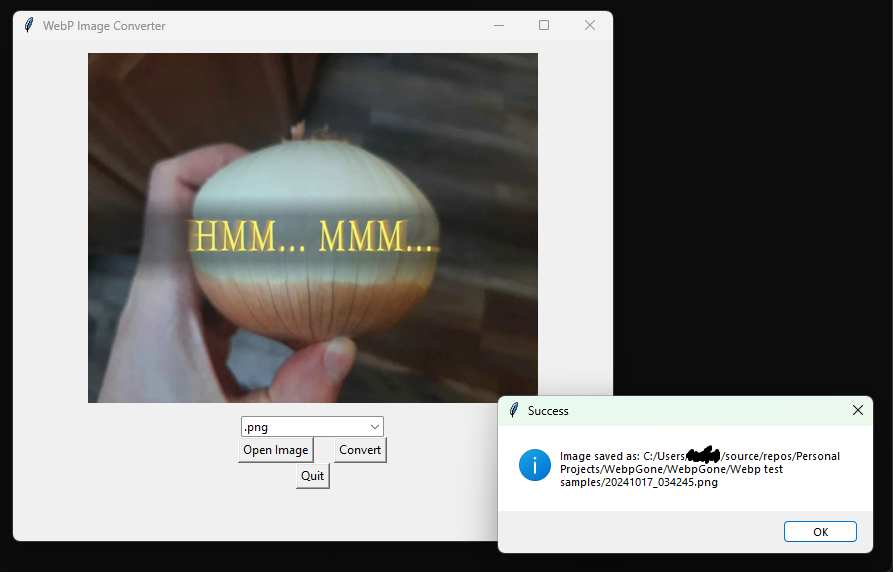 WebP Image Converter
HMM... MMM...
.png
Open Image
Convert
Quit
Success
Image saved as: C:/Users/ /source/repos/Personal
Projects/WebpGone/WebpGone/Webp test
samples/20241017_034245.png
OK